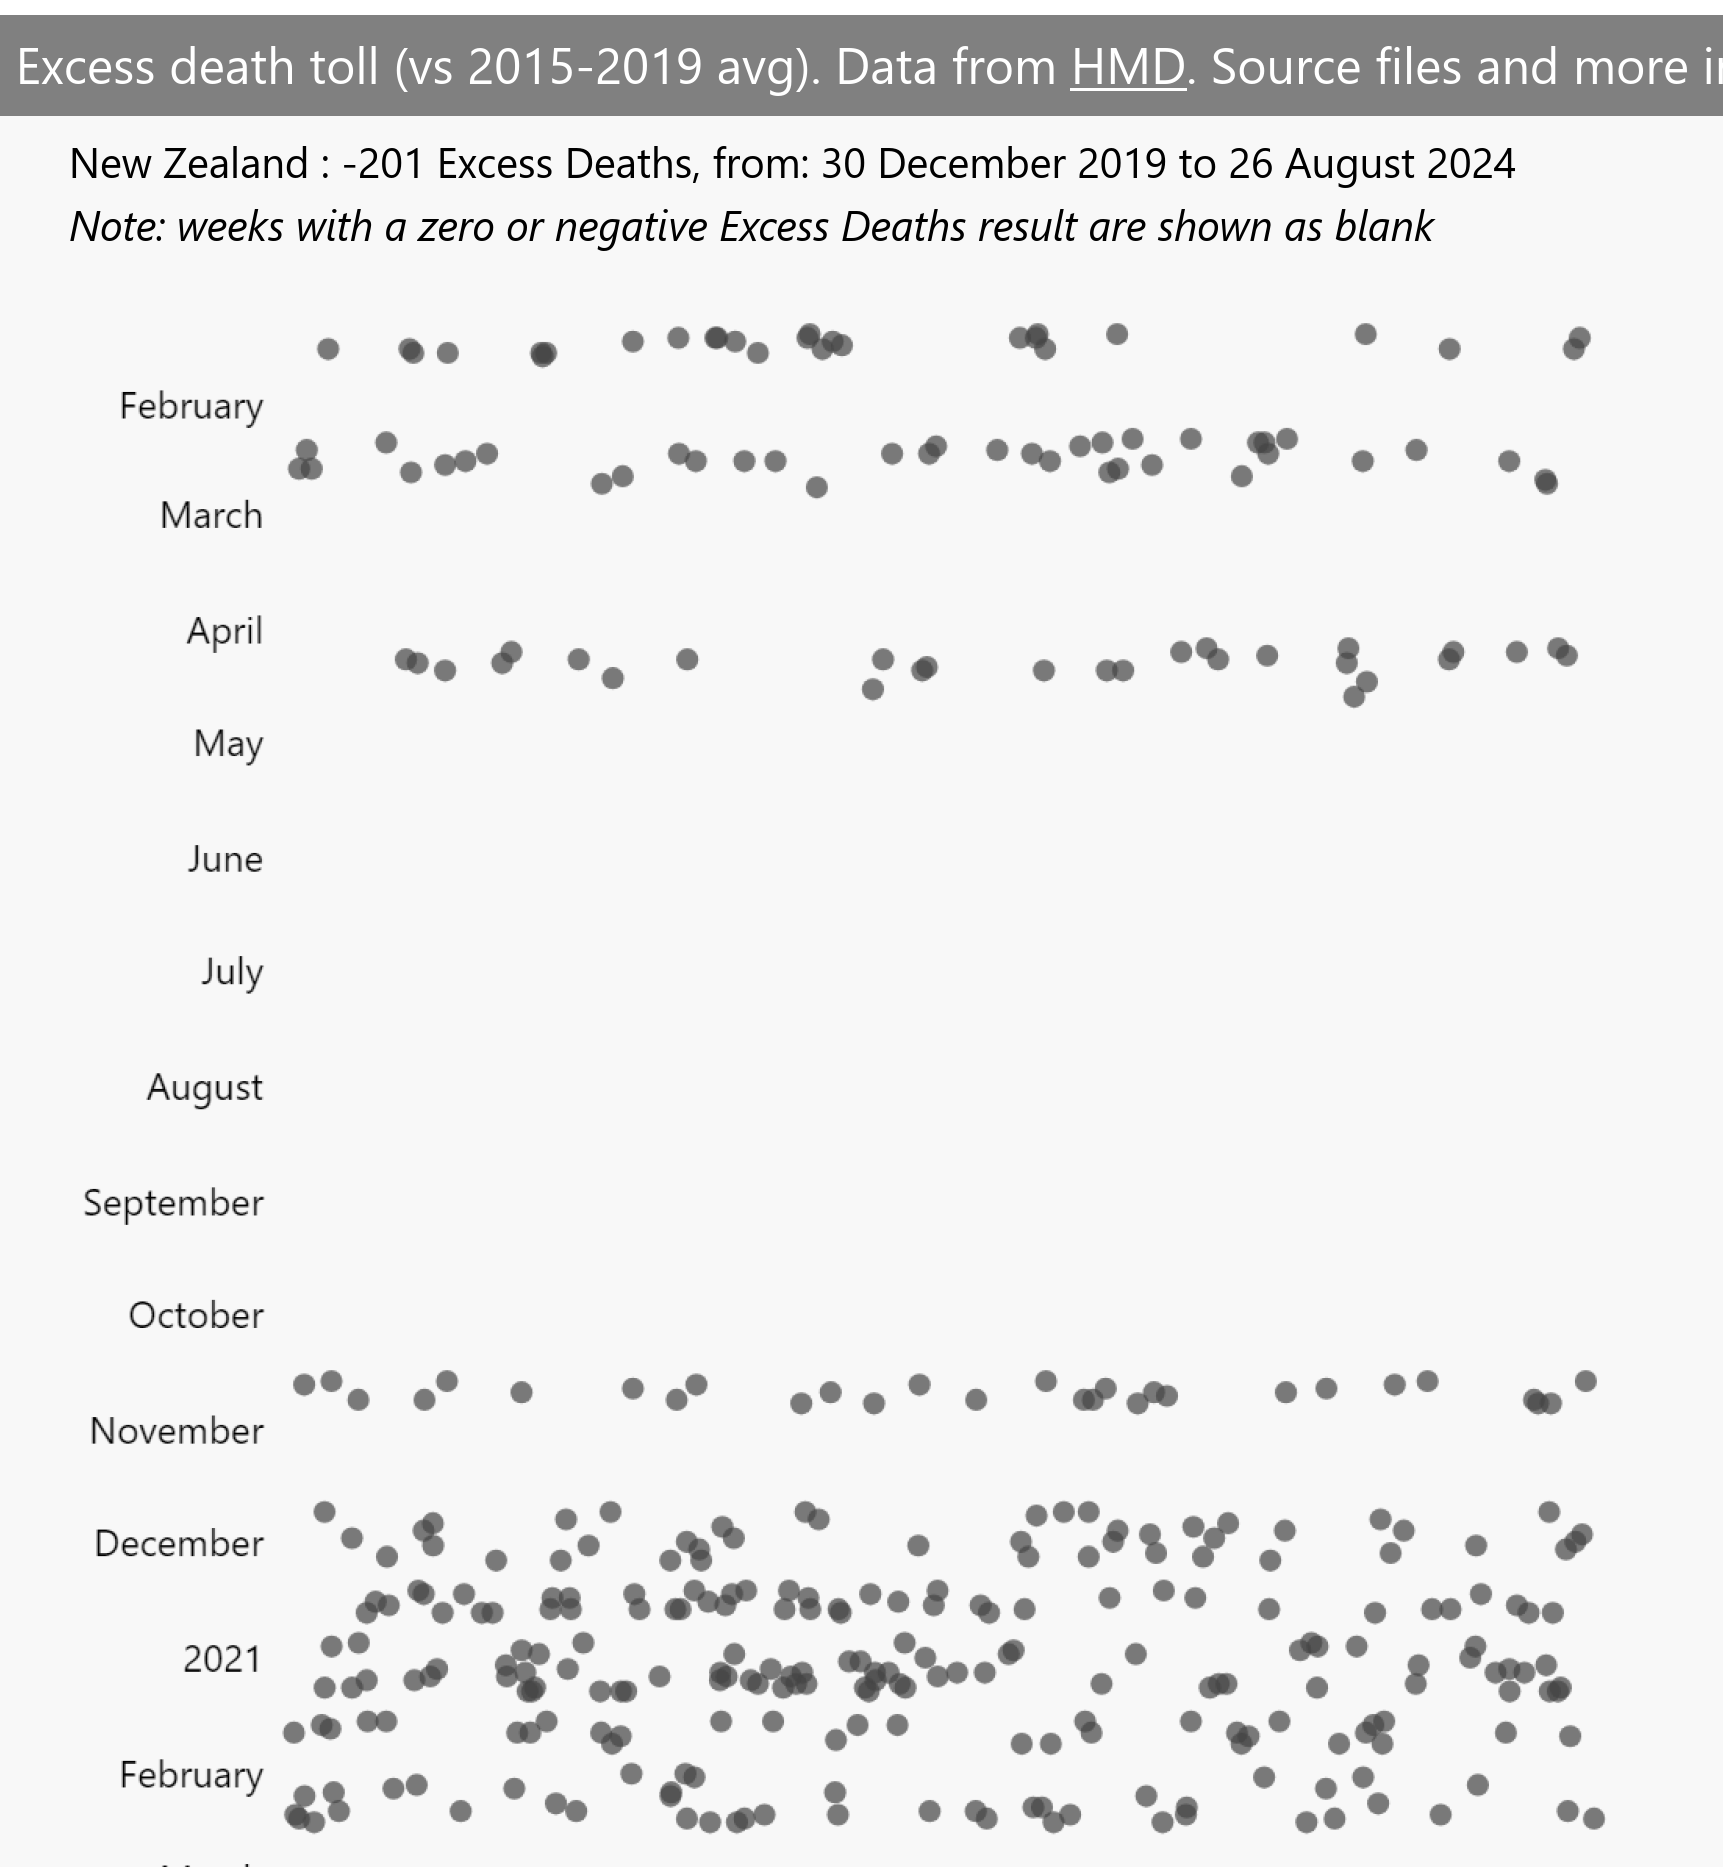 Excess death toll (vs 2015-2019 avg). Data from HMD. Source files and more
New Zealand : -201 Excess Deaths, from: 30 December 2019 to 26 August 2024
Note: weeks with a zero or negative Excess Deaths result are shown as blank
February
March
April
May
June
July
August
September
October
November
December
2021
February